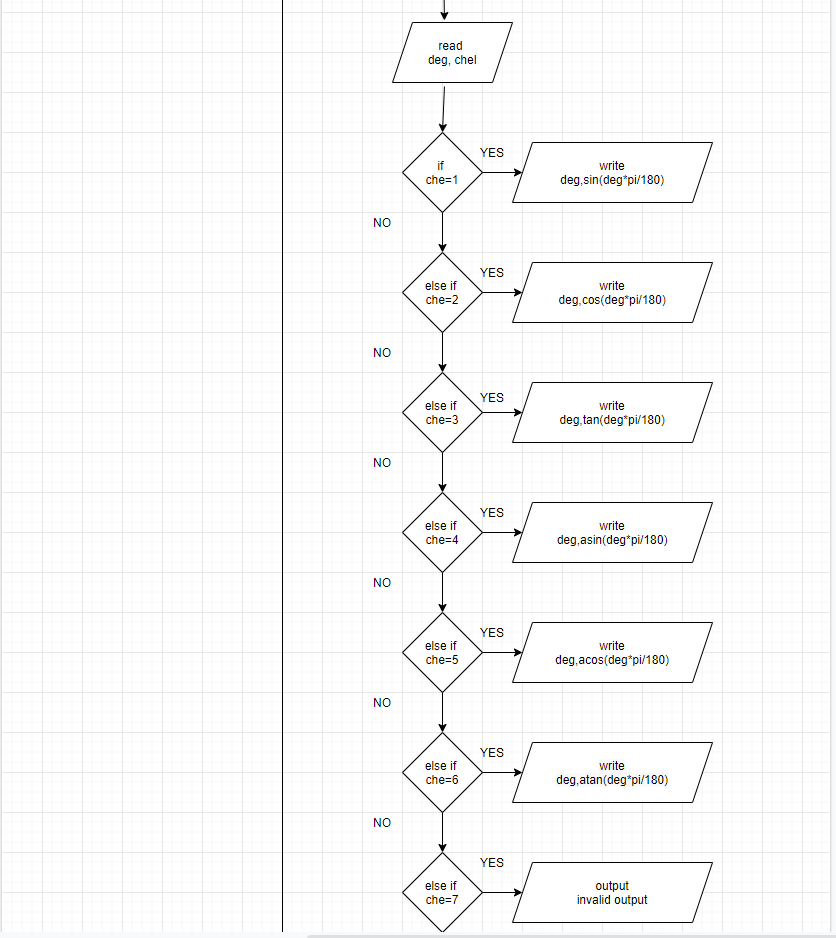 read
deg, chel
if
che=1
YES
write
deg,sin(deg*pi/180)
NO
else if
che=2
YES
write
deg,cos(deg*pi/180)
NO
else if
che=3
YES
write
deg,tan(deg*pi/180)
NO
else if
che=4
YES
write
deg,asin(deg*pi/180)
NO
else if
che=5
YES
write
deg,acos(deg*pi/180)
NO
else if
che=6
YES
write
deg,atan(deg*pi/180)
NO
else if
che=7
YES
output
invalid output